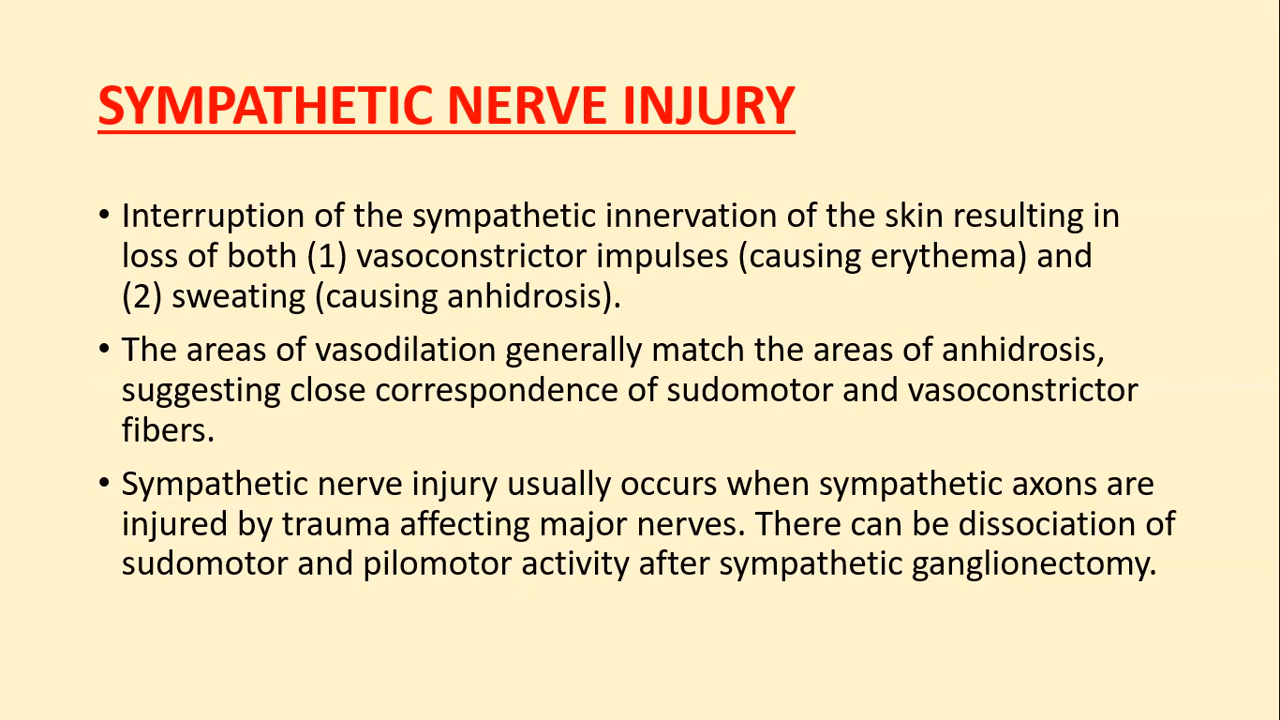 SYMPATHETIC NERVE INJURY
• Interruption of the sympathetic innervation of the skin resulting in
loss of both (1) vasoconstrictor impulses (causing erythema) and
(2) sweating (causing anhidrosis).
• The areas of vasodilation generally match the areas of anhidrosis,
suggesting close correspondence of sudomotor and vasoconstrictor
fibers.
• Sympathetic nerve injury usually occurs when sympathetic axons are
injured by trauma affecting major nerves. There can be dissociation of
sudomotor and pilomotor activity after sympathetic ganglionectomy.